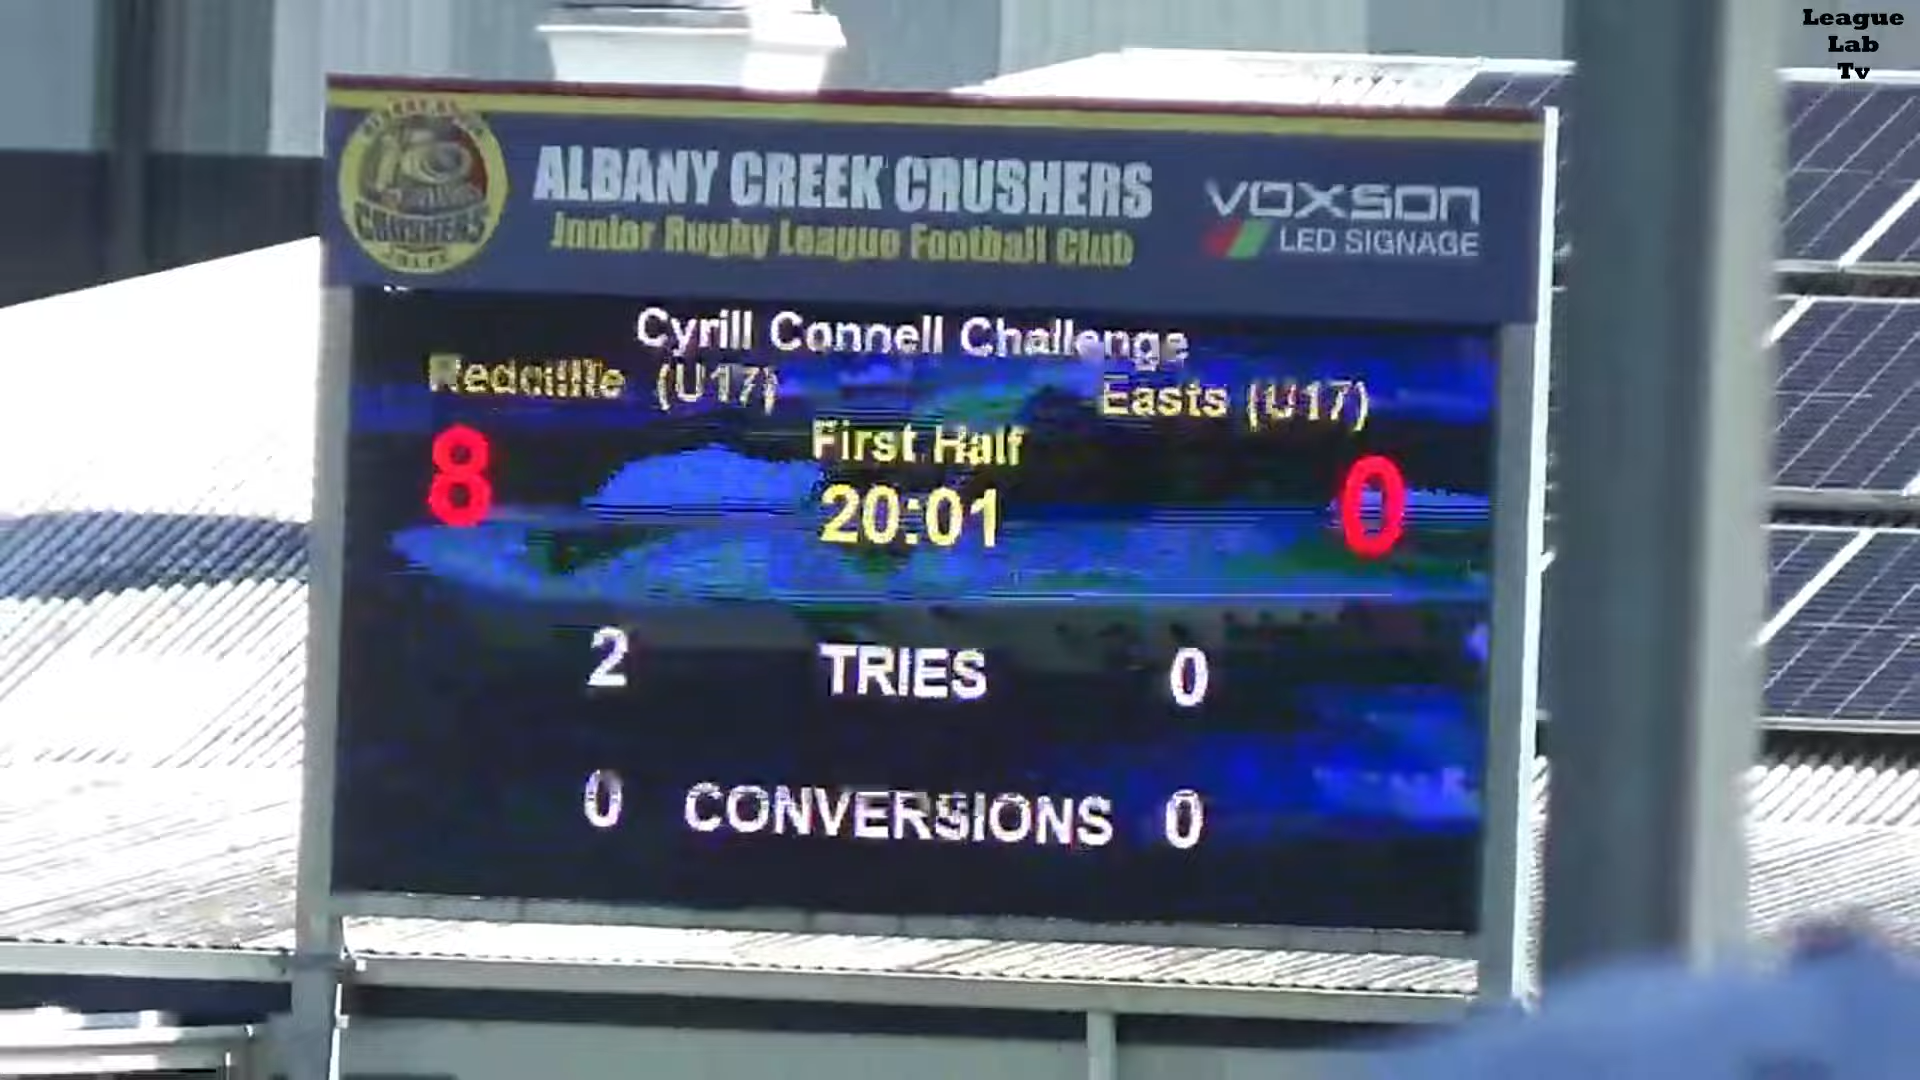 League
Lab
Tv
ALBANY CREEK CRUSHERS
Junior Rugby League Football Club
VOXSON
LED SIGNAGE
CRUSHERS
J.R.L.F.C
Cyrill Connell Challenge
Redcliffe (U17)
Easts (U17)
First Half
8
20:01
0
2 TRIES 0
0 CONVERSIONS 0